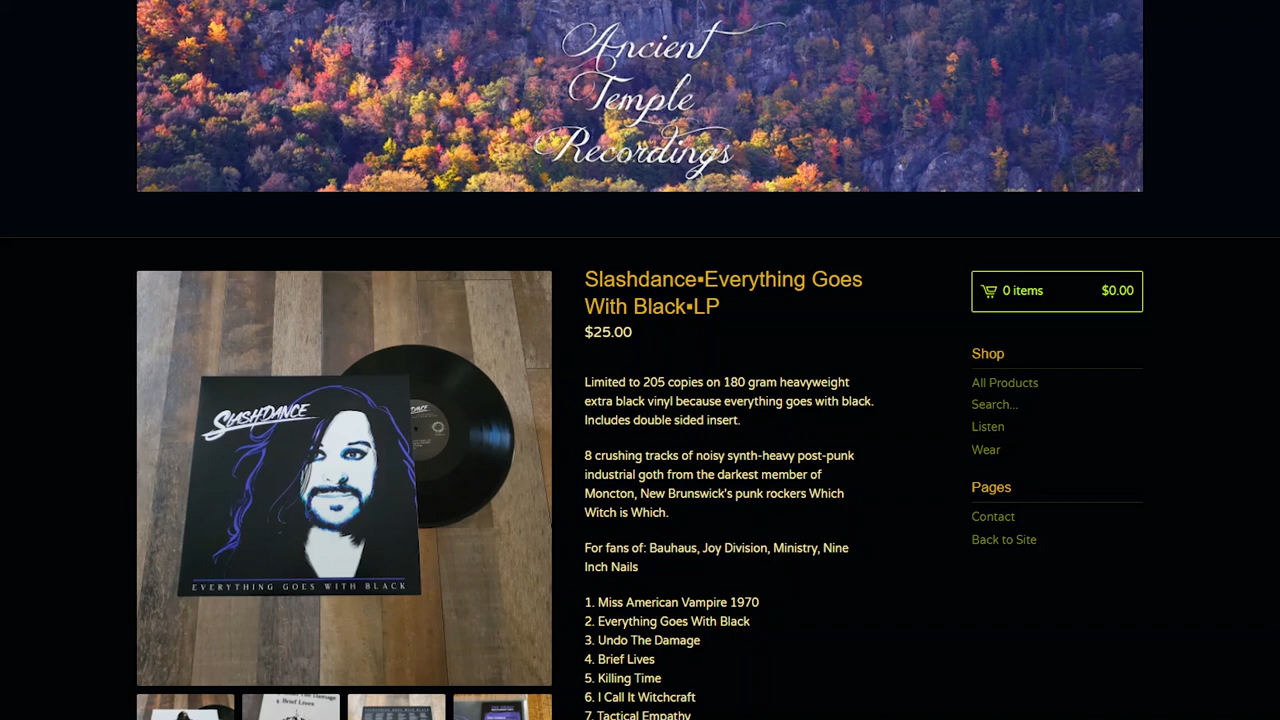 Ancient
Temple
Recordings
Slashdance▪Everything Goes
With Black▪LP
$25.00
0 items
$0.00
Limited to 205 copies on 180 gram heavyweight
extra black vinyl because everything goes with black.
Includes double sided insert.
8 crushing tracks of noisy synth-heavy post-punk
industrial goth from the darkest member of
Moncton, New Brunswick's punk rockers Which
Witch is Which.
For fans of: Bauhaus, Joy Division, Ministry, Nine
Inch Nails
1. Miss American Vampire 1970
2. Everything Goes With Black
3. Undo The Damage
4. Brief Lives
5. Killing Time
6. I Call It Witchcraft
7. Tactical Empathy
Shop
All Products
Search...
Listen
Wear
Pages
Contact
Back to Site
SLASHDANCE
EVERYTHING GOES WITH BLACK
4 Brief Lives